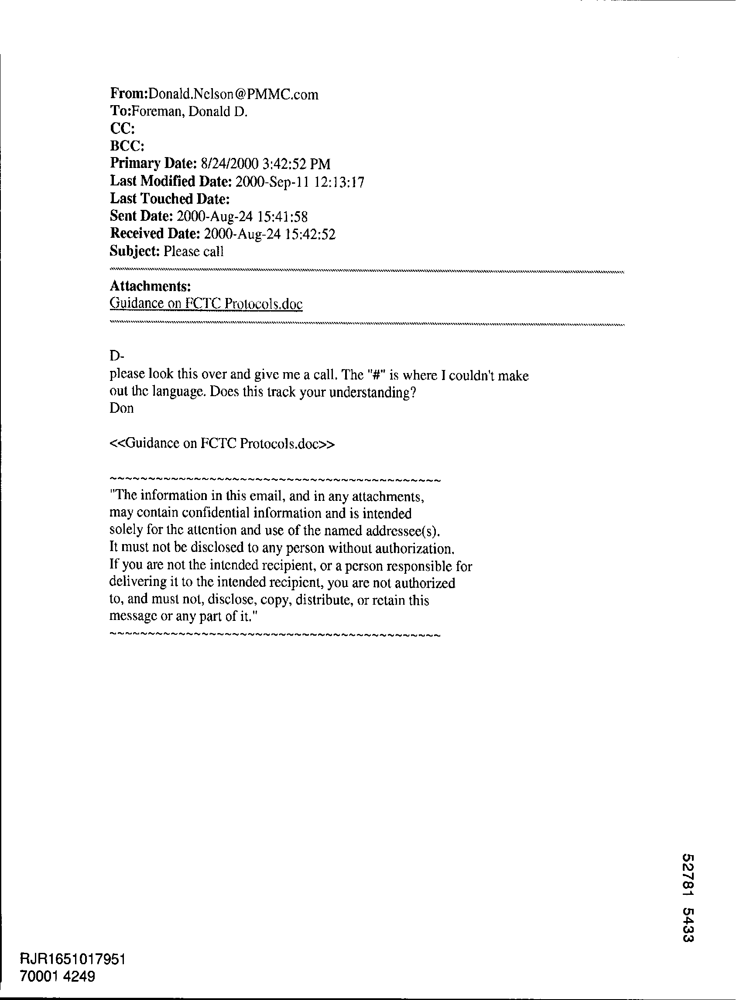 From:Donald.Nelson@PMMC.com
To:Foreman, Donald D.
CC:
BCC:
Primary Date: 8/24/2000 3:42:52 PM
Last Modified Date: 2000-Sep-11 12:13:17
Last Touched Date:
Sent Date: 2000-Aug-24 15:41:58
Received Date: 2000-Aug-24 15:42:52
Subject: Please call
Attachments:
Guidance on FCTC Protocols.doc
D-
please look this over and give me a call. The "#" is where I couldn't make
out the language. Does this track your understanding?
Don
<<Guidance on FCTC Protocols.doc>>
~~~~~~~~~~~~~~~~~~~~~~~~~~~~~~~~~~~~~~~~~~~
"The information in this email, and in any attachments,
may contain confidential information and is intended
solely for the attention and use of the named addressee(s).
It must not be disclosed to any person without authorization.
If you are not the intended recipient, or a person responsible for
delivering it to the intended recipient, you are not authorized
to, and must not, disclose, copy, distribute, or retain this
message or any part of it."
~~~~~~~~~~~~~~~~~~~~~~~~~~~~~~~~~~~~~~~~~~~
52781 5433
RJR1651017951
70001 4249